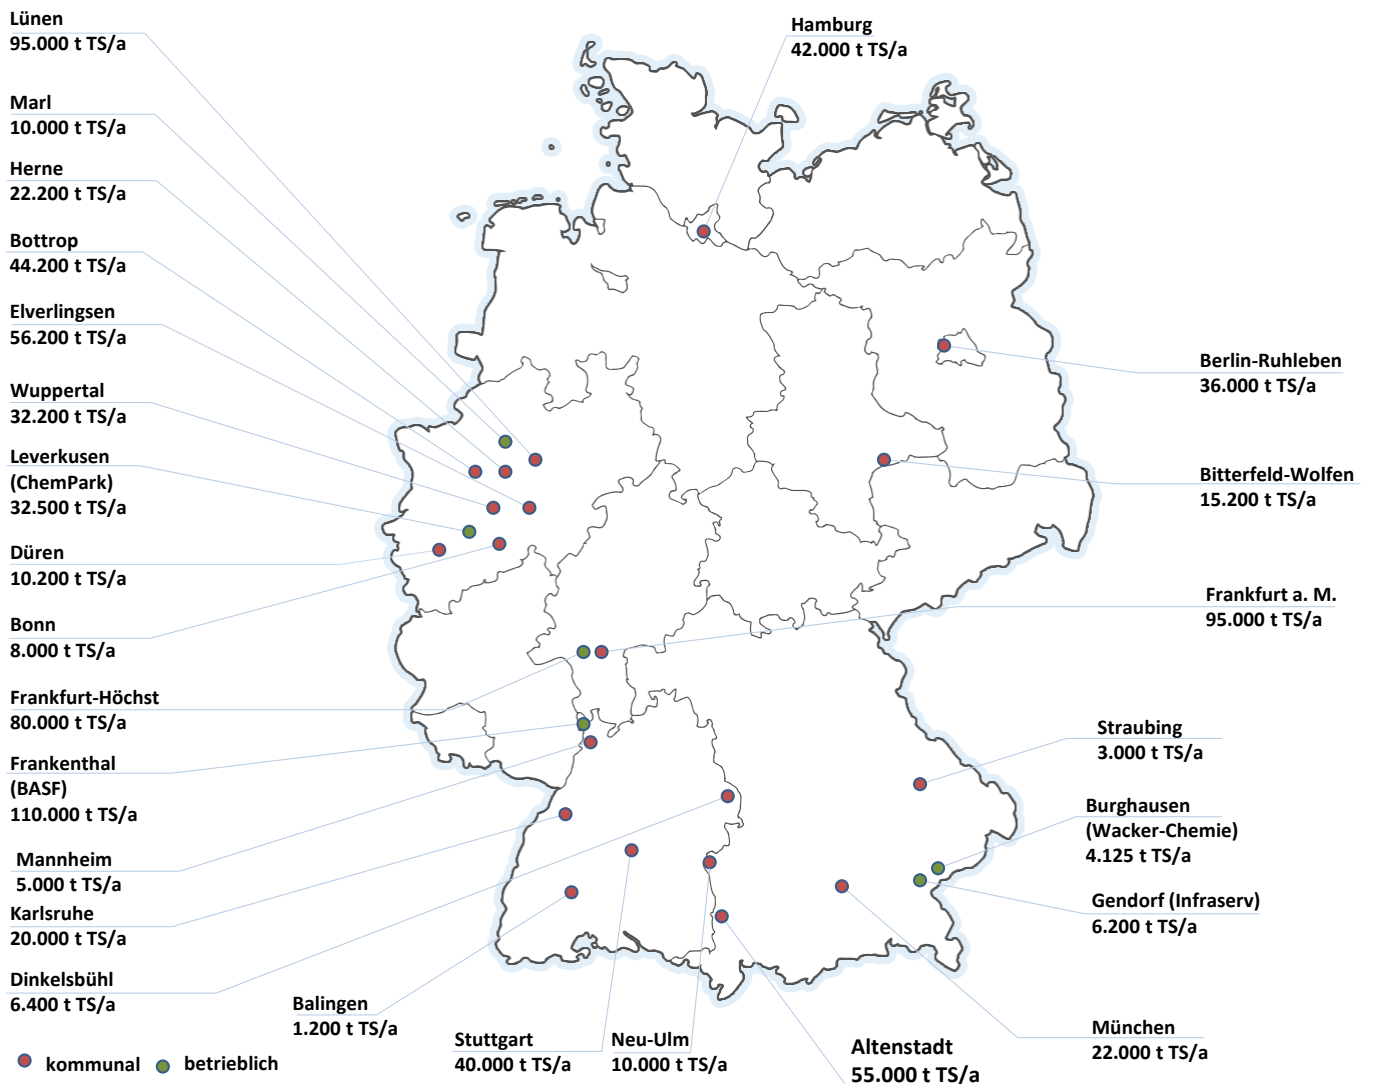 Lünen
95.000 t TS/a
Marl
10.000 t TS/a
Herne
22.200 t TS/a
Bottrop
44.200 t TS/a
Elverlingsen
56.200 t TS/a
Wuppertal
32.200 t TS/a
Leverkusen
(ChemPark)
32.500 t TS/a
Düren
10.200 t TS/a
Bonn
8.000 t TS/a
Frankfurt-Höchst
80.000 t TS/a
Frankenthal
(BASF)
110.000 t TS/a
Mannheim
5.000 t TS/a
Karlsruhe
20.000 t TS/a
Dinkelsbühl
6.400 t TS/a
Balingen
1.200 t TS/a
Stuttgart
40.000 t TS/a
Neu-Ulm
10.000 t TS/a
Altenstadt
55.000 t TS/a
Hamburg
42.000 t TS/a
Berlin-Ruhleben
36.000 t TS/a
Bitterfeld-Wolfen
15.200 t TS/a
Frankfurt a. M.
95.000 t TS/a
Straubing
3.000 t TS/a
Burghausen
(Wacker-Chemie)
4.125 t TS/a
Gendorf (Infraserv)
6.200 t TS/a
München
22.000 t TS/a
kommunal
betrieblich